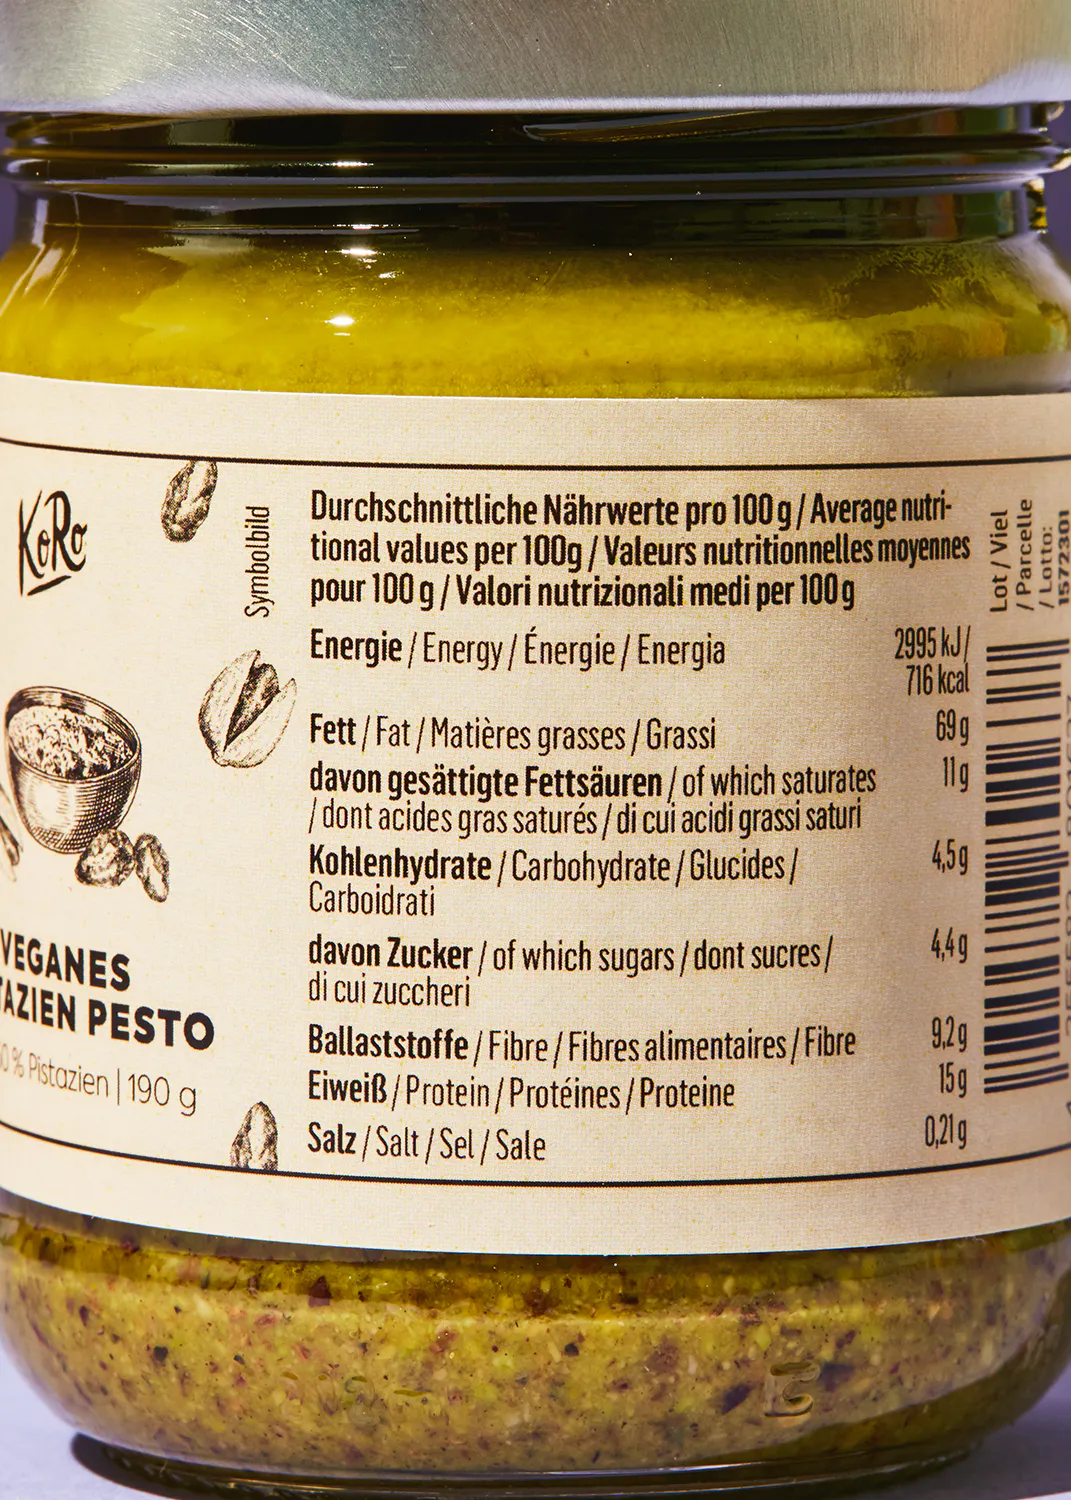 KoRo
VEGANES
PESTO
% Pistazien | 190 g
Symbolbild
Durchschnittliche Nährwerte pro 100 g / Average nutri-
tional values per 100g / Valeurs nutritionnelles moyennes
pour 100 g / Valori nutrizionali medi per 100 g
Energie / Energy / Énergie / Energia 2995 kJ /
716 kcal
Fett / Fat / Matières grasses / Grassi 69 g
davon gesättigte Fettsäuren / of which saturates 11 g
/ dont acides gras saturés / di cui acidi grassi saturi
Kohlenhydrate / Carbohydrate / Glucides / 4,5 g
Carboidrati
davon Zucker / of which sugars / dont sucres / 4,4 g
di cui zuccheri
Ballaststoffe / Fibre / Fibres alimentaires / Fibre 9,2 g
Eiweiß / Protein / Protéines / Proteine 15 g
Salz / Salt / Sel / Sale 0,21 g
Lot / Viel
/ Parcelle
/ Lotto:
1572301